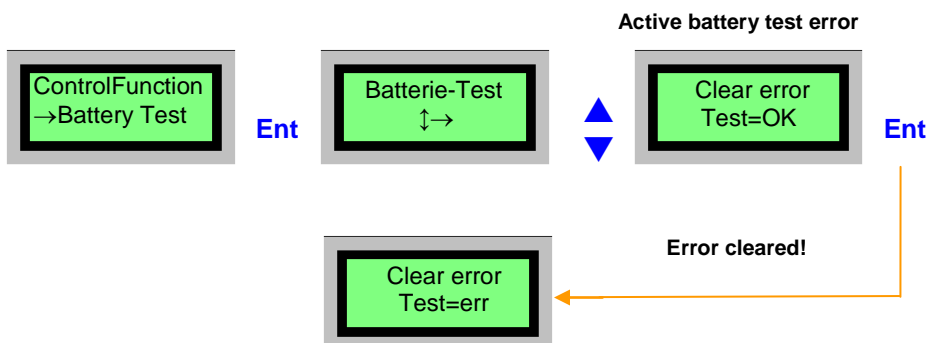 Active battery test error
ControlFunction
→Battery Test
Ent
Batterie-Test
↕→
Clear error
Test=OK
Ent
Error cleared!
Clear error
Test=err